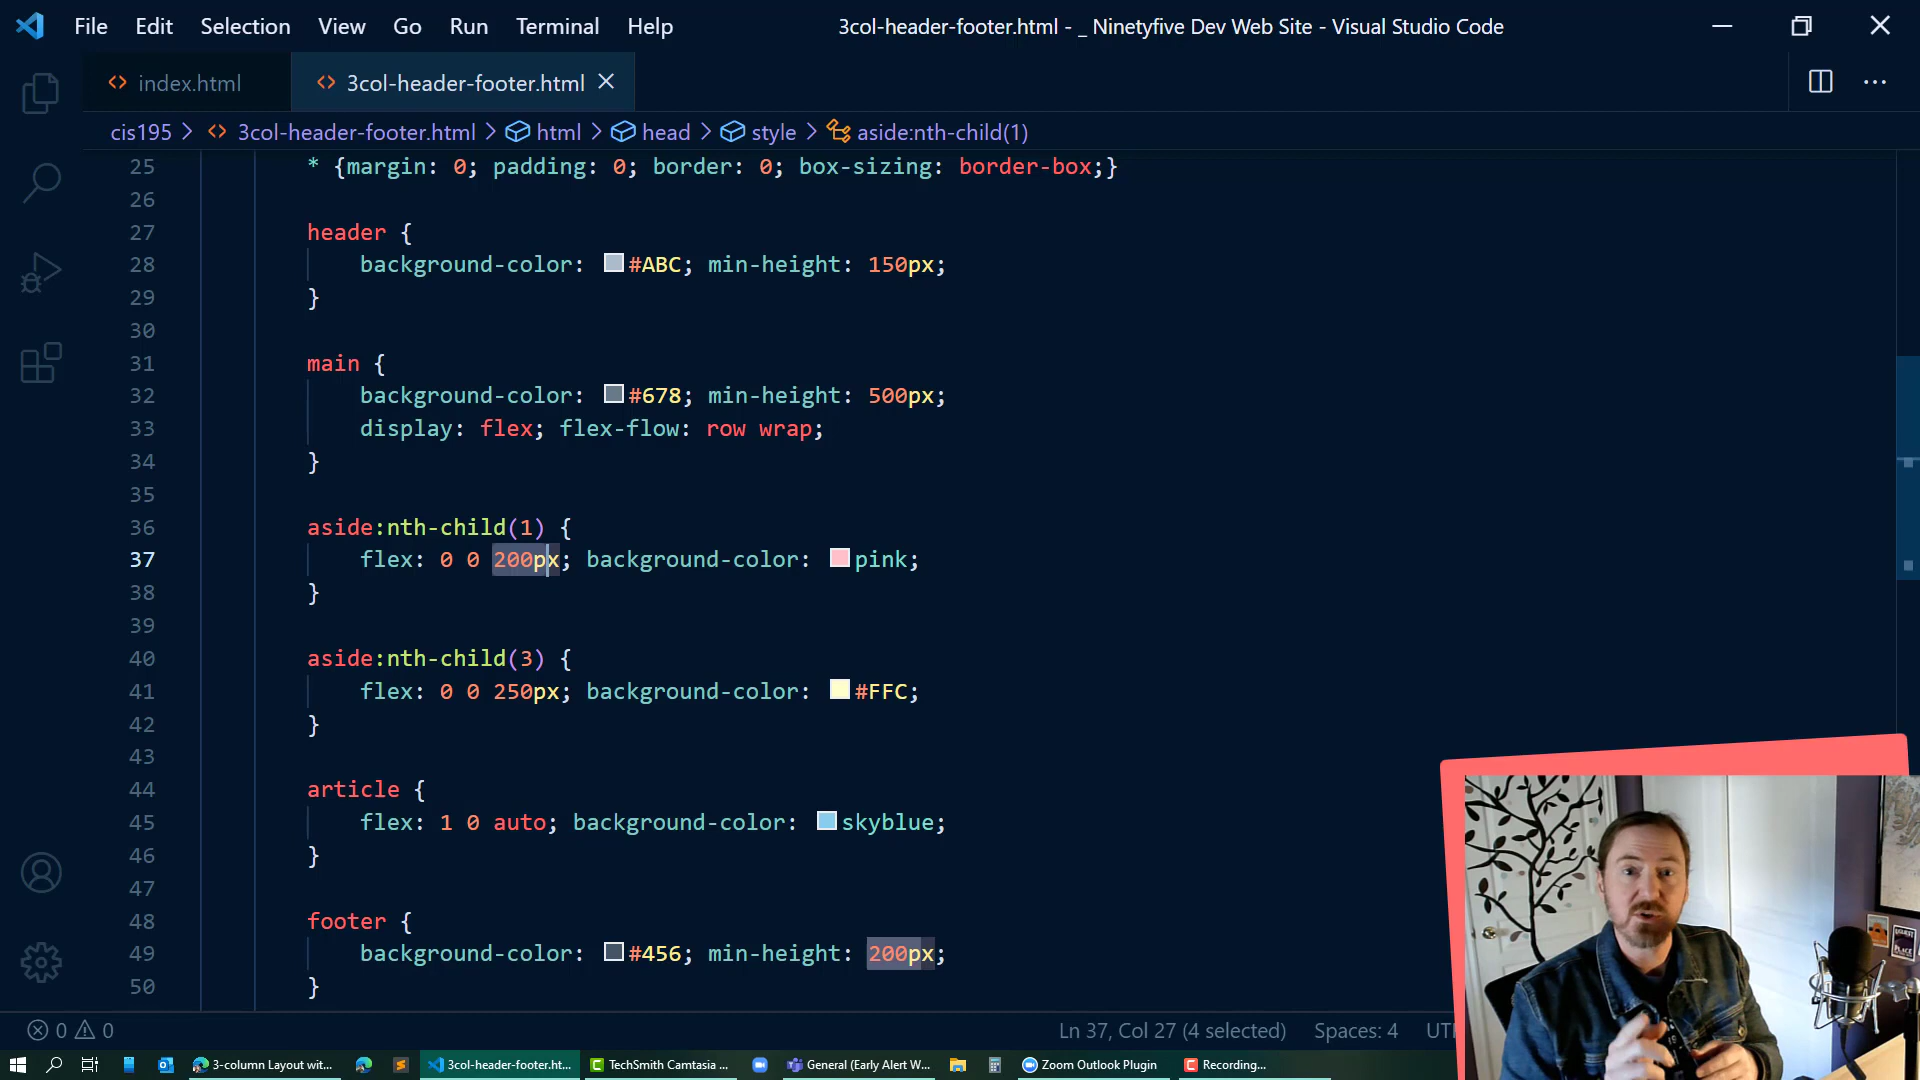 File Edit Selection View Go Run Terminal Help 3col-header-footer.html - _ Ninetyfive Dev Web Site - Visual Studio Code
index.html 3col-header-footer.html
cis195 > 3col-header-footer.html > html > head > style > aside:nth-child(1)
25 * {margin: 0; padding: 0; border: 0; box-sizing: border-box;}
26
27 header {
28 background-color: #ABC; min-height: 150px;
29 }
30
31 main {
32 background-color: #678; min-height: 500px;
33 display: flex; flex-flow: row wrap;
34 }
35
36 aside:nth-child(1) {
37 flex: 0 0 200px; background-color: pink;
38 }
39
40 aside:nth-child(3) {
41 flex: 0 0 250px; background-color: #FFC;
42 }
43
44 article {
45 flex: 1 0 auto; background-color: skyblue;
46 }
47
48 footer {
49 background-color: #456; min-height: 200px;
50 }
0 0 Ln 37, Col 27 (4 selected) Spaces: 4
3-column Layout wit... 3col-header-footer.ht... TechSmith Camtasia ... General (Early Alert W... Zoom Outlook Plugin Recording...